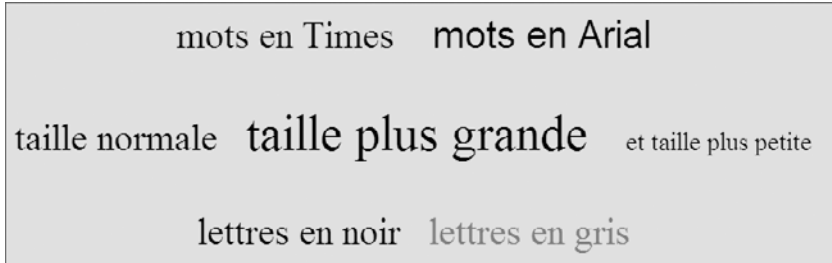 mots en Times mots en Arial
taille normale taille plus grande et taille plus petite
lettres en noir lettres en gris